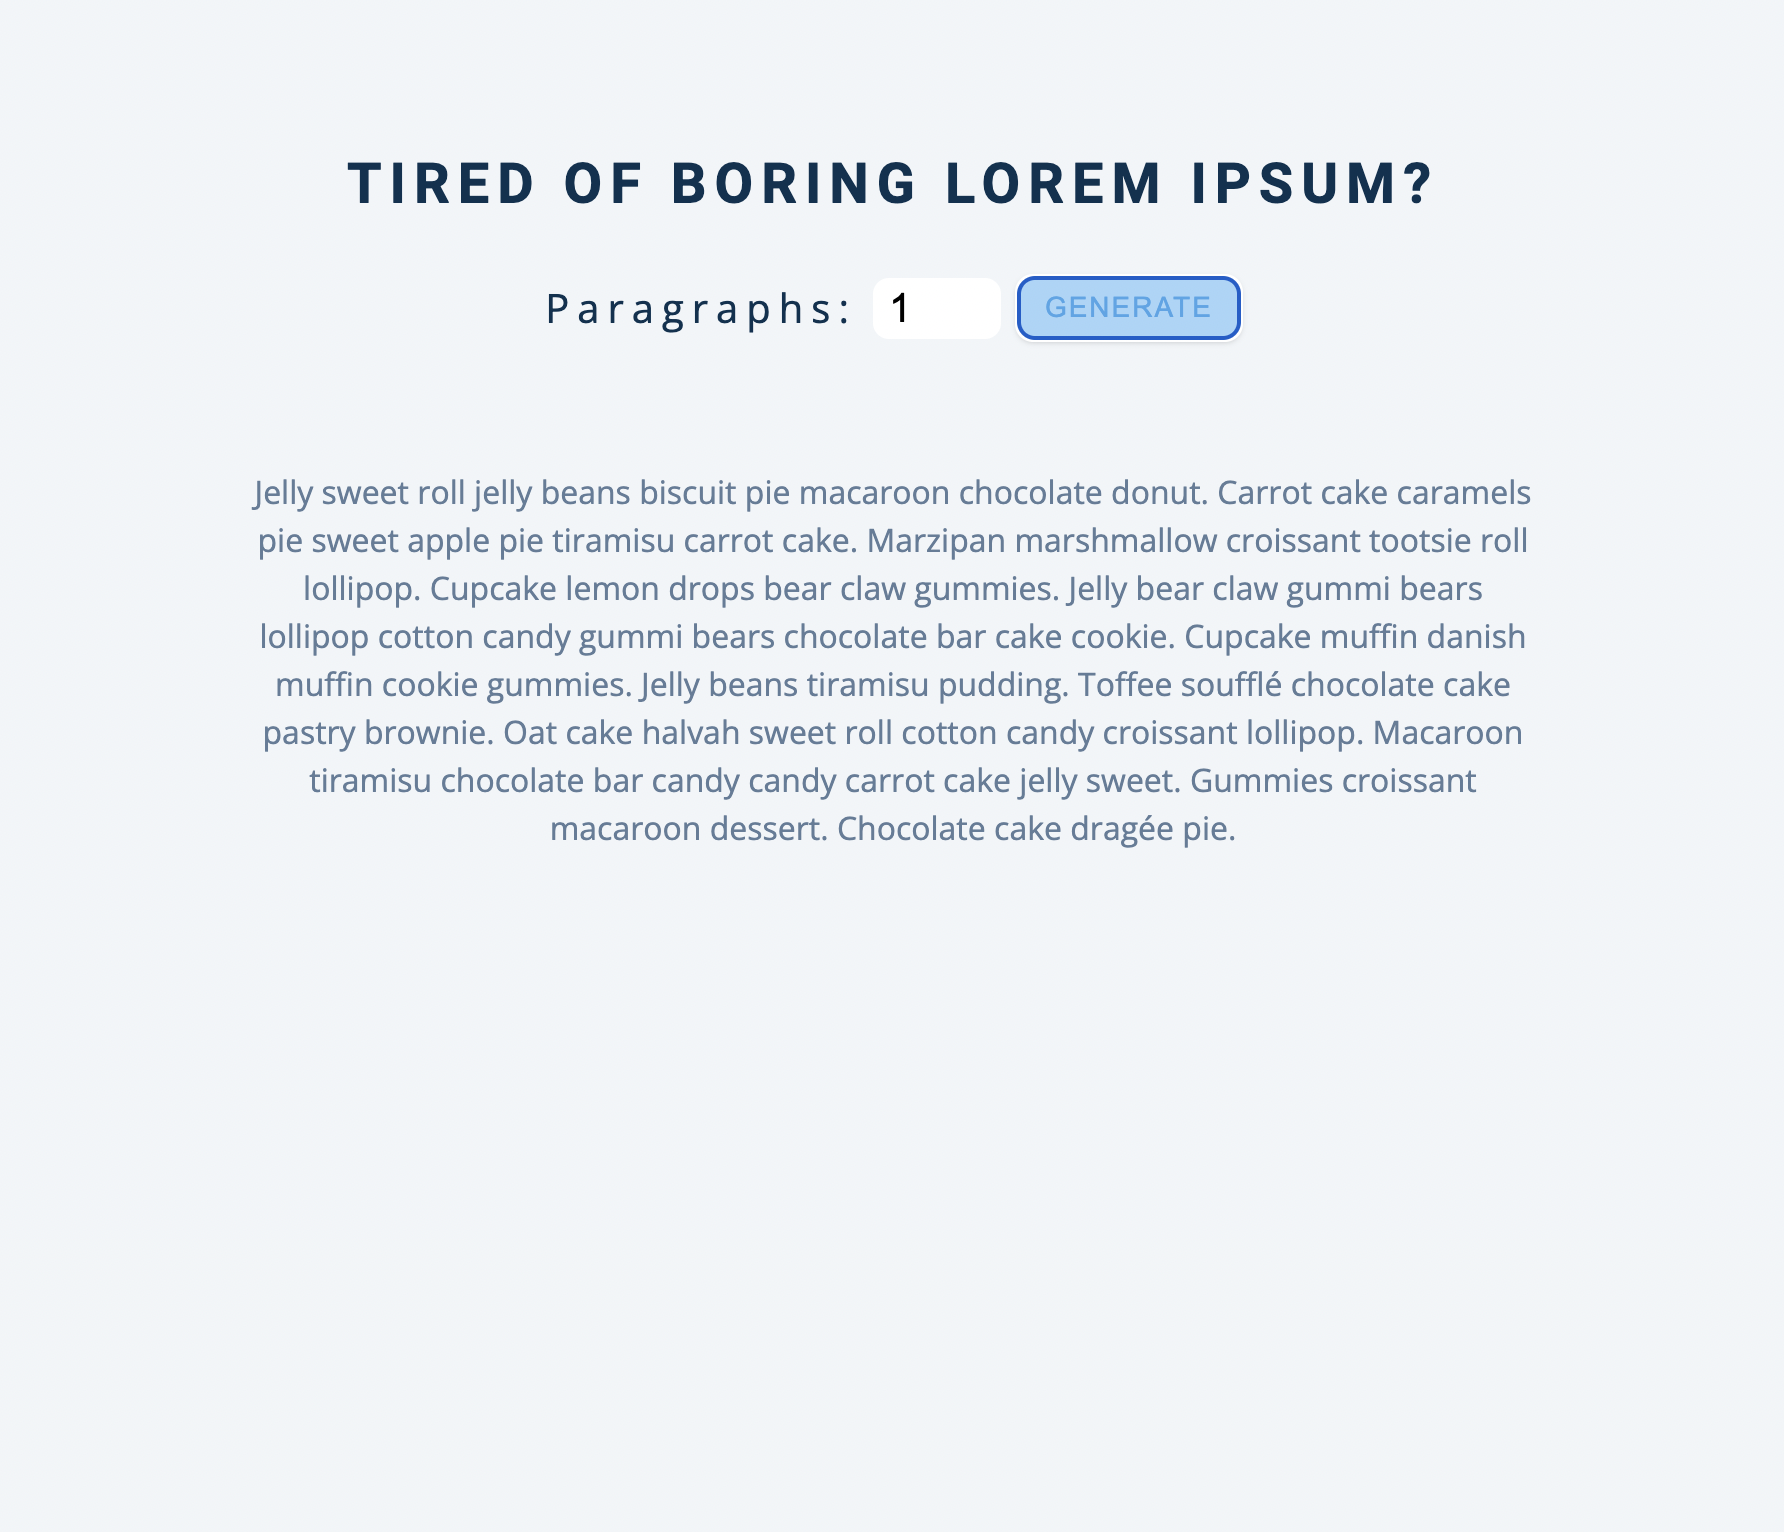 TIRED OF BORING LOREM IPSUM?
Paragraphs: 1 GENERATE
Jelly sweet roll jelly beans biscuit pie macaroon chocolate donut. Carrot cake caramels
pie sweet apple pie tiramisu carrot cake. Marzipan marshmallow croissant tootsie roll
lollipop. Cupcake lemon drops bear claw gummies. Jelly bear claw gummi bears
lollipop cotton candy gummi bears chocolate bar cake cookie. Cupcake muffin danish
muffin cookie gummies. Jelly beans tiramisu pudding. Toffee soufflé chocolate cake
pastry brownie. Oat cake halvah sweet roll cotton candy croissant lollipop. Macaroon
tiramisu chocolate bar candy candy carrot cake jelly sweet. Gummies croissant
macaroon dessert. Chocolate cake dragée pie.